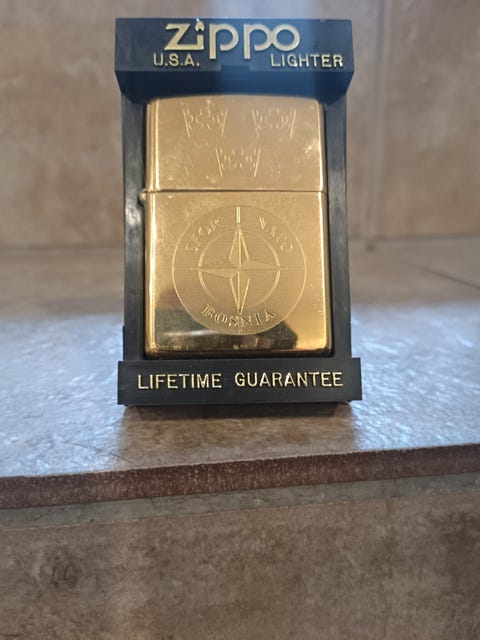 Zippo
U.S.A. LIGHTER
SFOR NATO
BOSNIA
LIFETIME GUARANTEE